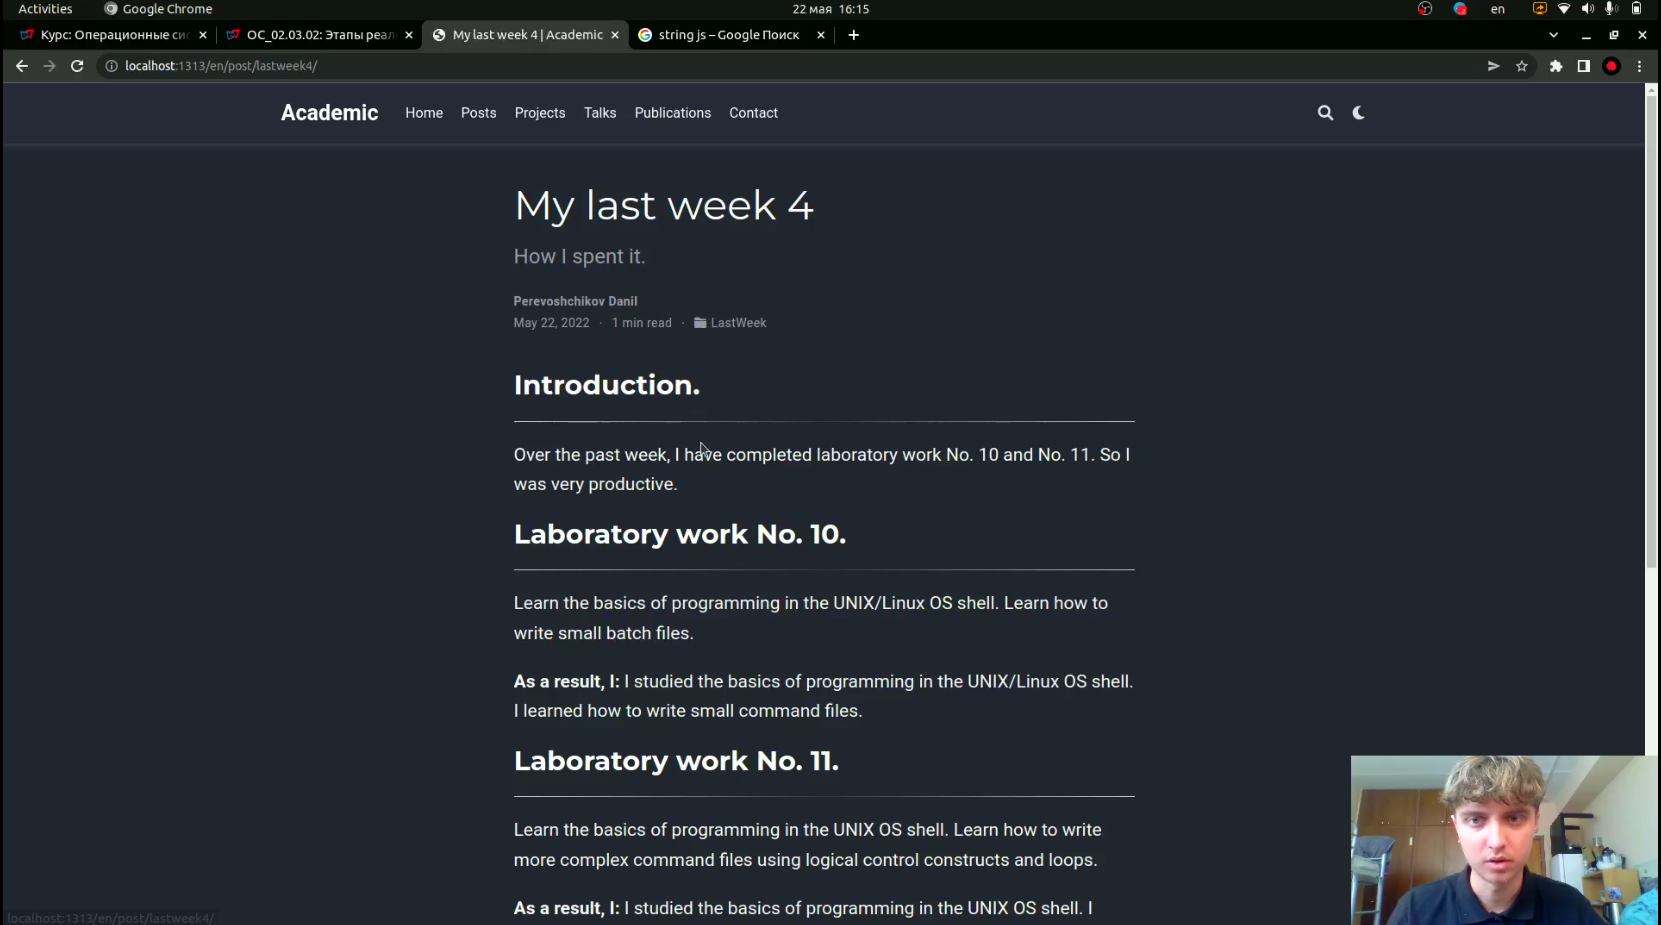 Activities Google Chrome 22 мая 16:15 en
Курс: Операционные сис ОС_02.03.02: Этапы реал My last week 4 | Academic string js – Google Поиск
localhost:1313/en/post/lastweek4/
Academic Home Posts Projects Talks Publications Contact
My last week 4
How I spent it.
Perevoshchikov Danil
May 22, 2022 · 1 min read · LastWeek
Introduction.
Over the past week, I have completed laboratory work No. 10 and No. 11. So I
was very productive.
Laboratory work No. 10.
Learn the basics of programming in the UNIX/Linux OS shell. Learn how to
write small batch files.
As a result, I: I studied the basics of programming in the UNIX/Linux OS shell.
I learned how to write small command files.
Laboratory work No. 11.
Learn the basics of programming in the UNIX OS shell. Learn how to write
more complex command files using logical control constructs and loops.
As a result, I: I studied the basics of programming in the UNIX OS shell. I
localhost:1313/en/post/lastweek4/